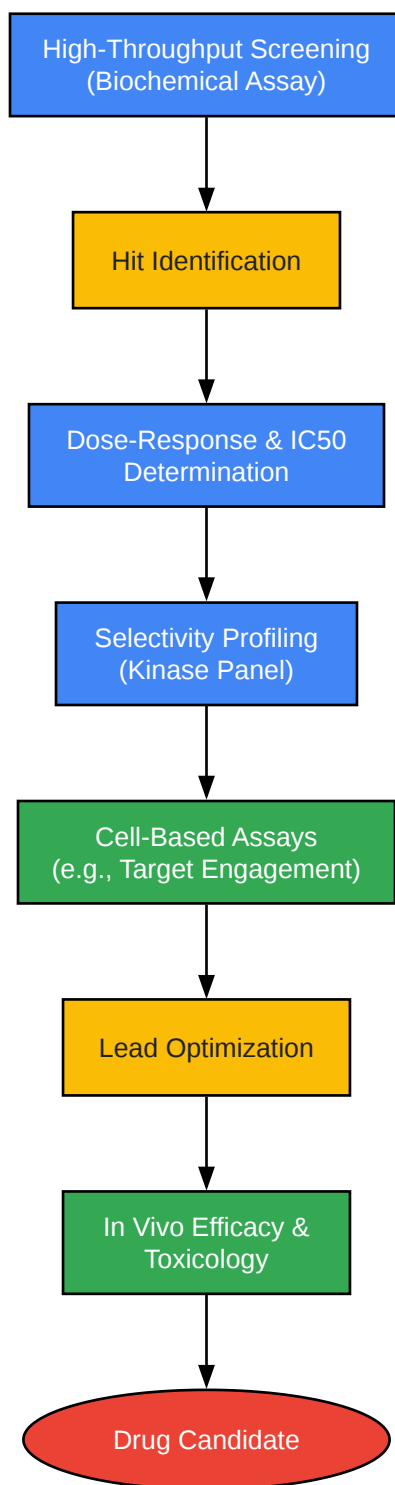 High-Throughput Screening
(Biochemical Assay)
Hit Identification
Dose-Response & IC50
Determination
Selectivity Profiling
(Kinase Panel)
Cell-Based Assays
(e.g., Target Engagement)
Lead Optimization
In Vivo Efficacy &
Toxicology
Drug Candidate